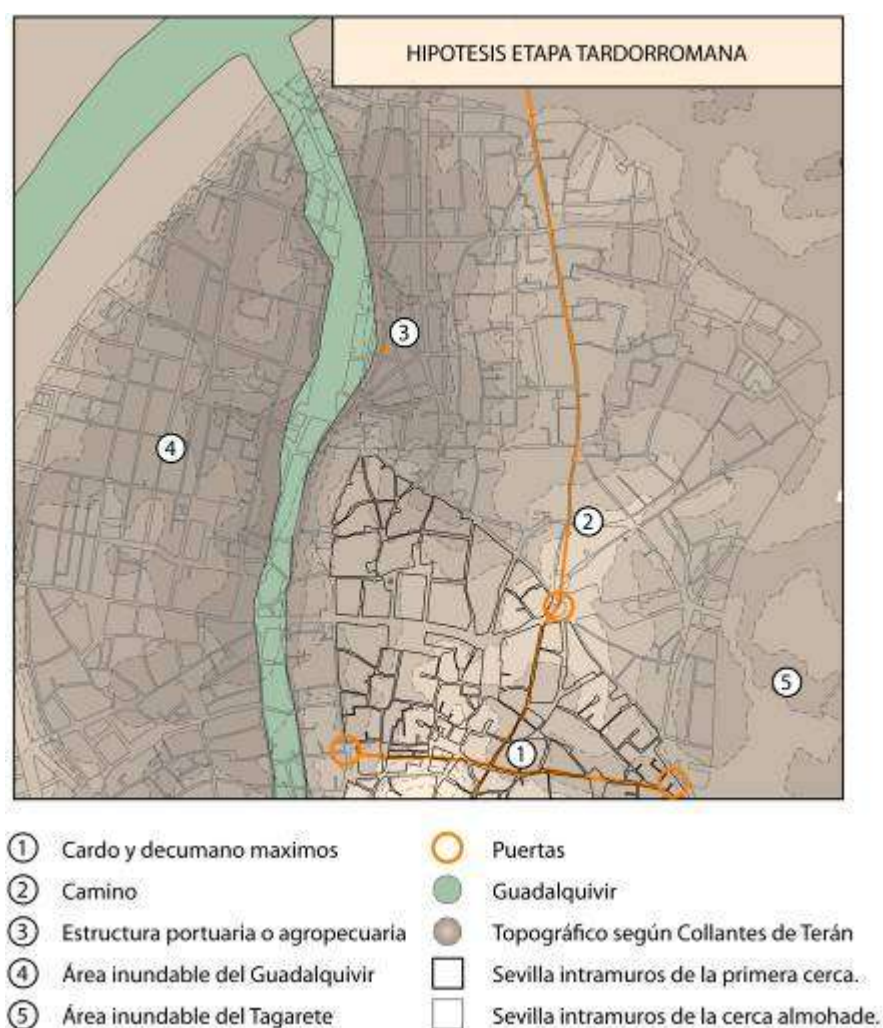 HIPOTESIS ETAPA TARDORROMANA
3
4
2
5
1
1 Cardo y decumano maximos
2 Camino
3 Estructura portuaria o agropecuaria
4 Área inundable del Guadalquivir
5 Área inundable del Tagarete
Puertas
Guadalquivir
Topográfico según Collantes de Terán
Sevilla intramuros de la primera cerca.
Sevilla intramuros de la cerca almohade.